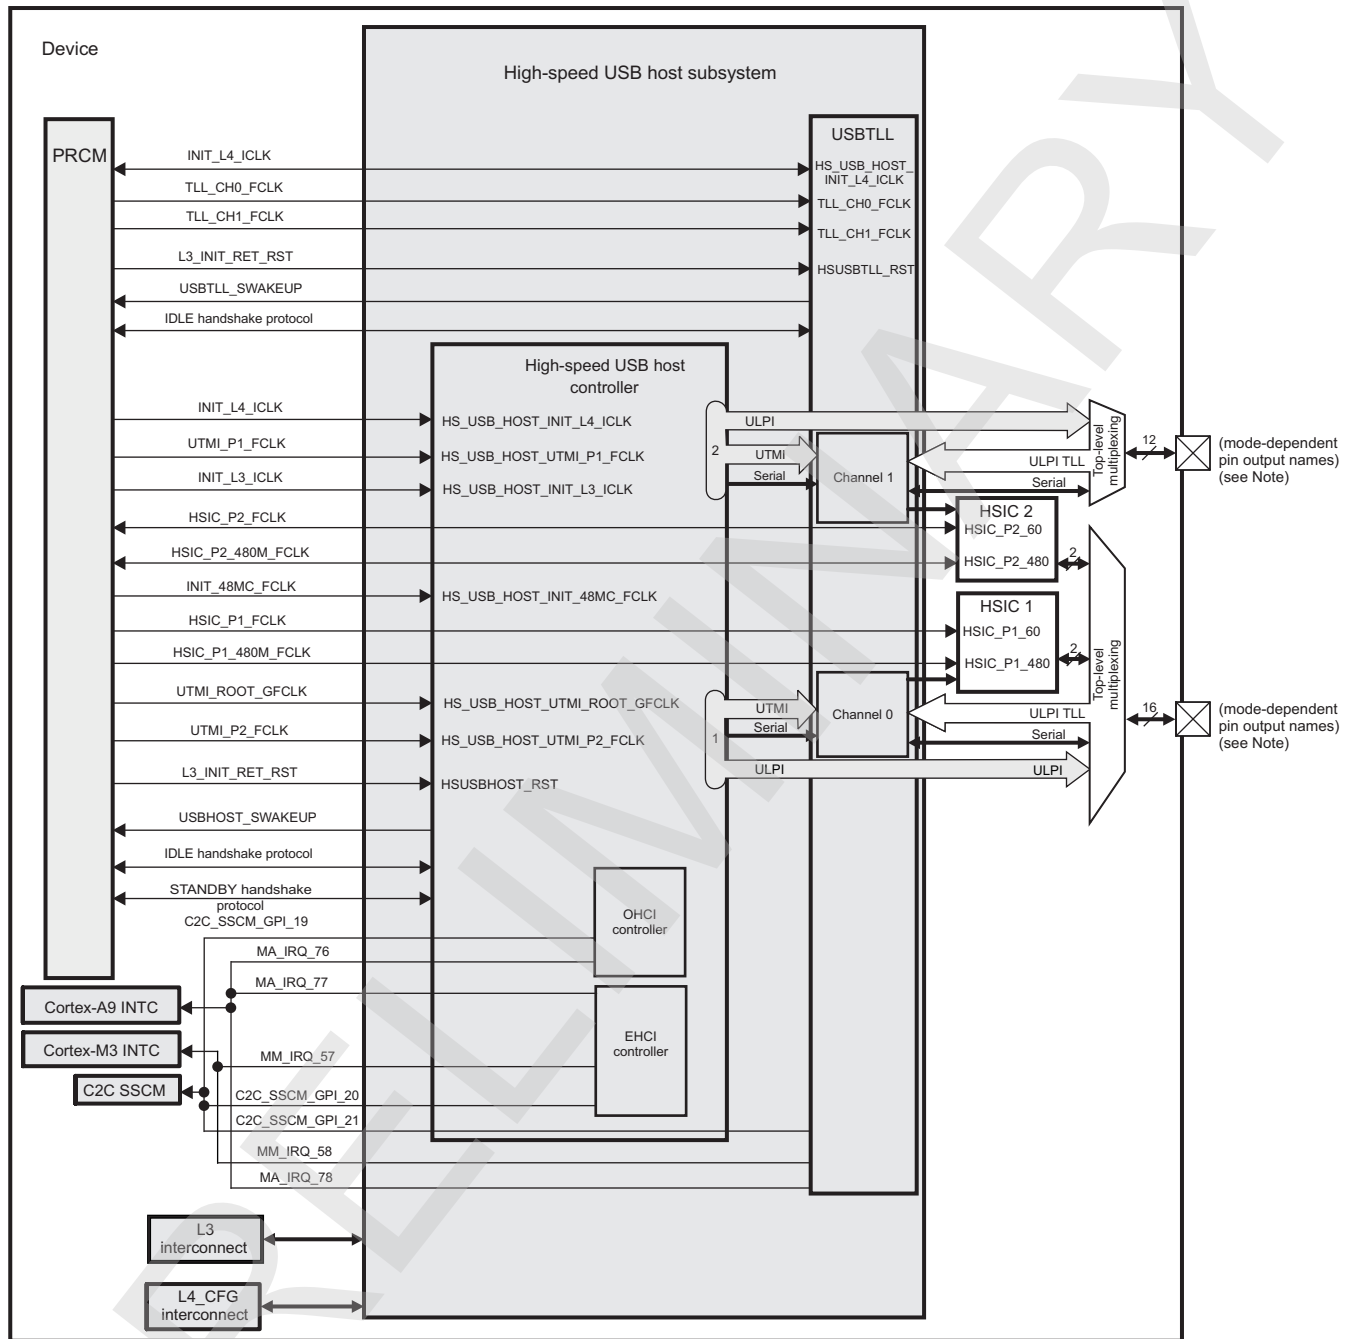 Device
High-speed USB host subsystem
PRCM
USBTLL
INIT_L4_ICLK
HS_USB_HOST_
INIT_L4_ICLK
TLL_CH0_FCLK
TLL_CH0_FCLK
TLL_CH1_FCLK
TLL_CH1_FCLK
L3_INIT_RET_RST
HSUSBTLL_RST
USBTLL_SWAKEUP
IDLE handshake protocol
High-speed USB host
controller
INIT_L4_ICLK
HS_USB_HOST_INIT_L4_ICLK
UTMI_P1_FCLK
HS_USB_HOST_UTMI_P1_FCLK
INIT_L3_ICLK
HS_USB_HOST_INIT_L3_ICLK
2
ULPI
UTMI
Serial
Channel 1
ULPI TLL
Serial
Top-level
multiplexing
12
(mode-dependent
pin output names)
(see Note)
HSIC_P2_FCLK
HSIC 2
HSIC_P2_60
HSIC_P2_480M_FCLK
HSIC_P2_480
2
INIT_48MC_FCLK
HS_USB_HOST_INIT_48MC_FCLK
HSIC_P1_FCLK
HSIC 1
HSIC_P1_60
HSIC_P1_480M_FCLK
HSIC_P1_480
2
Top-level
multiplexing
UTMI_ROOT_GFCLK
HS_USB_HOST_UTMI_ROOT_GFCLK
UTMI_P2_FCLK
HS_USB_HOST_UTMI_P2_FCLK
1
UTMI
Serial
ULPI
Channel 0
ULPI TLL
Serial
ULPI
16
(mode-dependent
pin output names)
(see Note)
L3_INIT_RET_RST
HSUSBHOST_RST
USBHOST_SWAKEUP
IDLE handshake protocol
STANDBY handshake
protocol
C2C_SSCM_GPI_19
OHCI
controller
MA_IRQ_76
MA_IRQ_77
Cortex-A9 INTC
EHCI
controller
Cortex-M3 INTC
MM_IRQ_57
C2C SSCM
C2C_SSCM_GPI_20
C2C_SSCM_GPI_21
MM_IRQ_58
MA_IRQ_78
L3
interconnect
L4_CFG
interconnect
PRELIMINARY